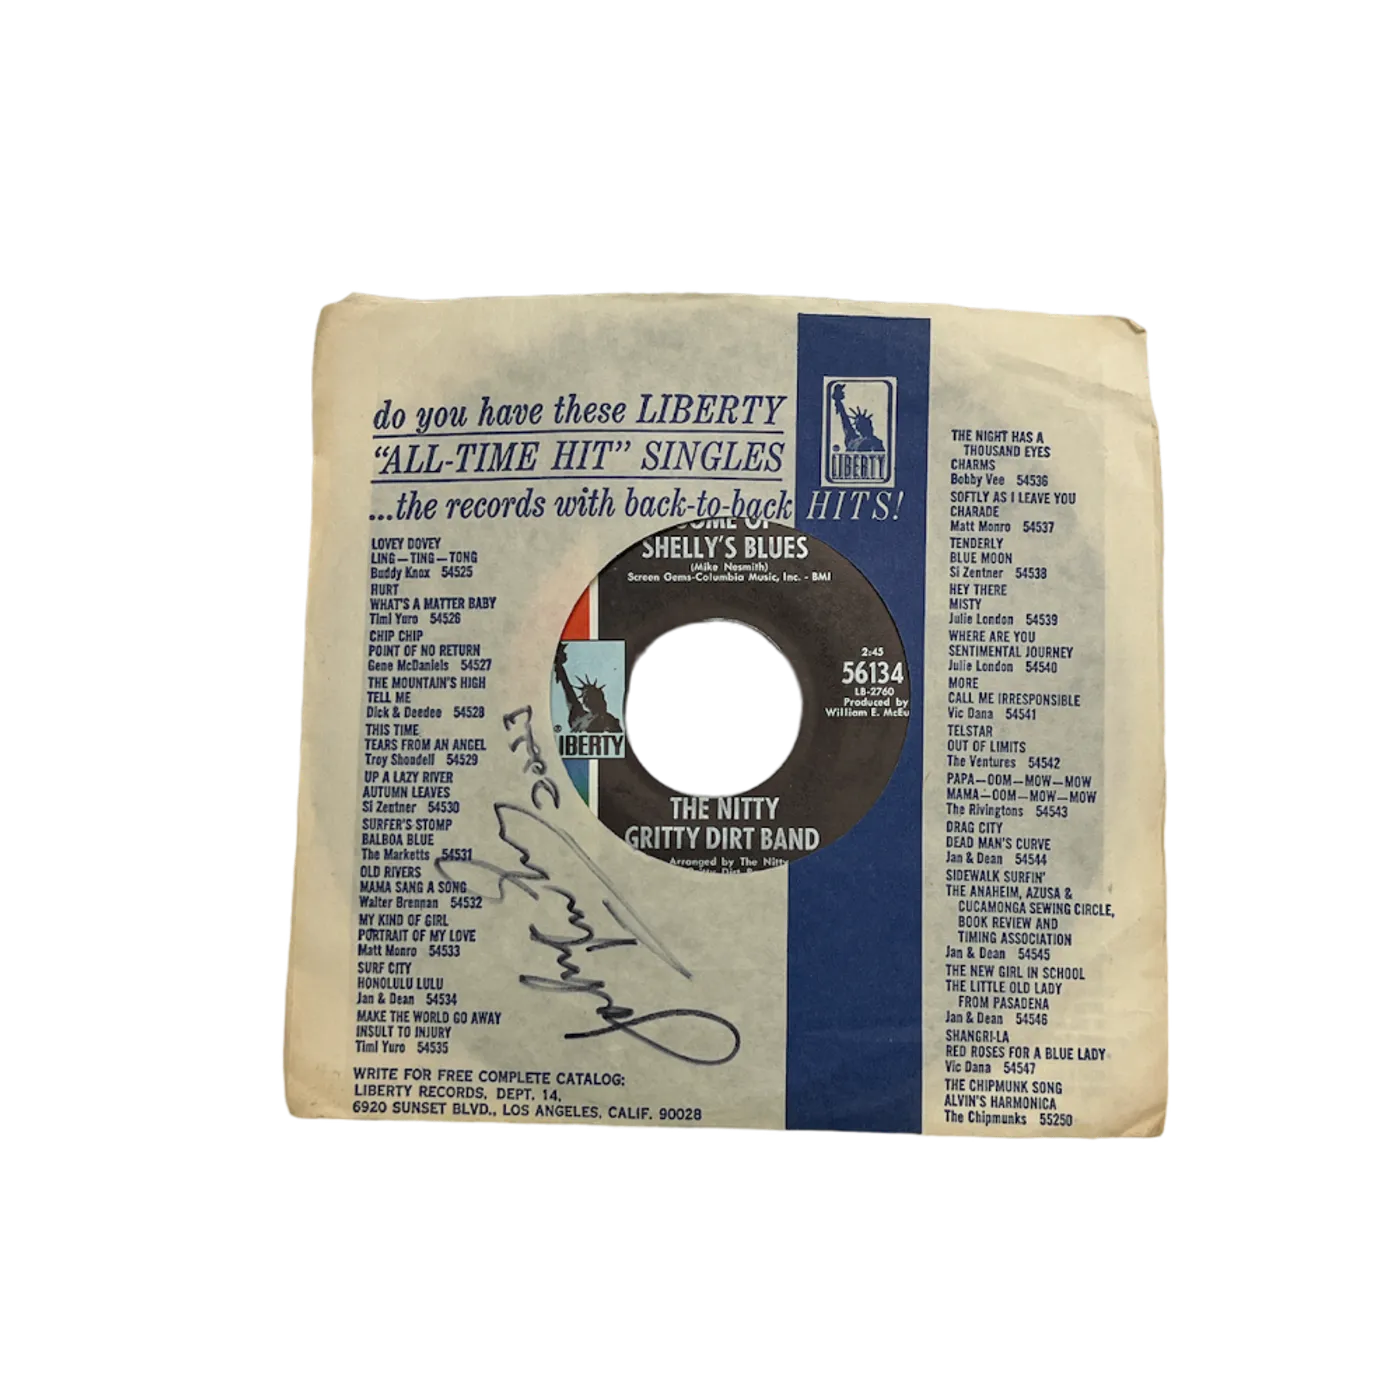 do you have these LIBERTY
"ALL-TIME HIT" SINGLES
...the records with back-to-back HITS!
LIBERTY
LOVEY DOVEY
LING—TING—TONG
Buddy Knox 54525
HURT
WHAT'S A MATTER BABY
Timi Yuro 54526
CHIP CHIP
POINT OF NO RETURN
Gene McDaniels 54527
THE MOUNTAIN'S HIGH
TELL ME
Dick & Deedee 54528
THIS TIME
TEARS FROM AN ANGEL
Troy Shondell 54529
UP A LAZY RIVER
AUTUMN LEAVES
Si Zentner 54530
SURFER'S STOMP
BALBOA BLUE
The Marketts 54531
OLD RIVERS
MAMA SANG A SONG
Walter Brennan 54532
MY KIND OF GIRL
PORTRAIT OF MY LOVE
Matt Monro 54533
SURF CITY
HONOLULU LULU
Jan & Dean 54534
MAKE THE WORLD GO AWAY
INSULT TO INJURY
Timi Yuro 54535
WRITE FOR FREE COMPLETE CATALOG:
LIBERTY RECORDS, DEPT. 14,
6920 SUNSET BLVD., LOS ANGELES, CALIF. 90028
SOME OF
SHELLY'S BLUES
(Mike Nesmith)
Screen Gems-Columbia Music, Inc. - BMI
2:45
56134
LB-2760
Produced by
William E. McEu
® LIBERTY
THE NITTY
GRITTY DIRT BAND
Arranged by The Nitty
THE NIGHT HAS A
THOUSAND EYES
CHARMS
Bobby Vee 54536
SOFTLY AS I LEAVE YOU
CHARADE
Matt Monro 54537
TENDERLY
BLUE MOON
Si Zentner 54538
HEY THERE
MISTY
Julie London 54539
WHERE ARE YOU
SENTIMENTAL JOURNEY
Julie London 54540
MORE
CALL ME IRRESPONSIBLE
Vic Dana 54541
TELSTAR
OUT OF LIMITS
The Ventures 54542
PAPA—OOM—MOW—MOW
MAMA—OOM—MOW—MOW
The Rivingtons 54543
DRAG CITY
DEAD MAN'S CURVE
Jan & Dean 54544
SIDEWALK SURFIN'
THE ANAHEIM, AZUSA &
CUCAMONGA SEWING CIRCLE,
BOOK REVIEW AND
TIMING ASSOCIATION
Jan & Dean 54545
THE NEW GIRL IN SCHOOL
THE LITTLE OLD LADY
FROM PASADENA
Jan & Dean 54546
SHANGRI-LA
RED ROSES FOR A BLUE LADY
Vic Dana 54547
THE CHIPMUNK SONG
ALVIN'S HARMONICA
The Chipmunks 55250